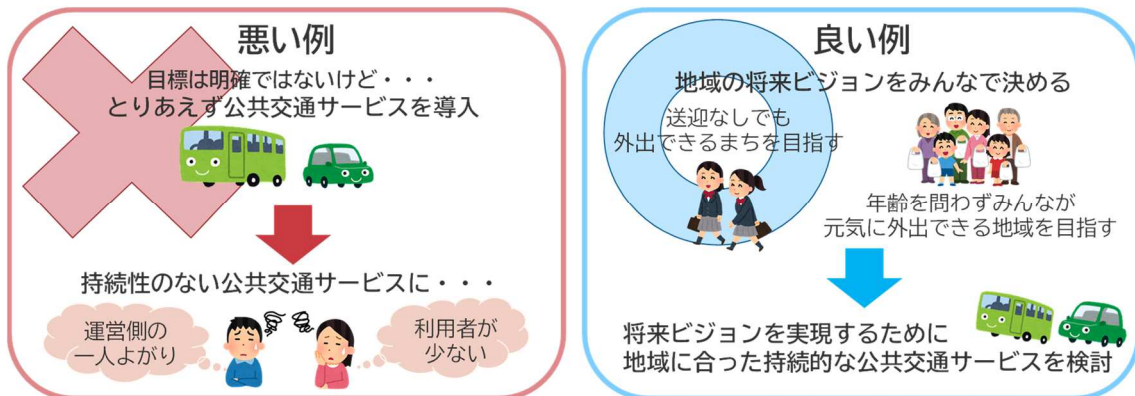 悪い例
目標は明確ではないけど・・・
とりあえず公共交通サービスを導入
持続性のない公共交通サービスに・・・
運営側の
一人よがり
利用者が
少ない
良い例
地域の将来ビジョンをみんなで決める
送迎なしでも
外出できるまちを目指す
年齢を問わずみんなが
元気に外出できる地域を目指す
将来ビジョンを実現するために
地域に合った持続的な公共交通サービスを検討